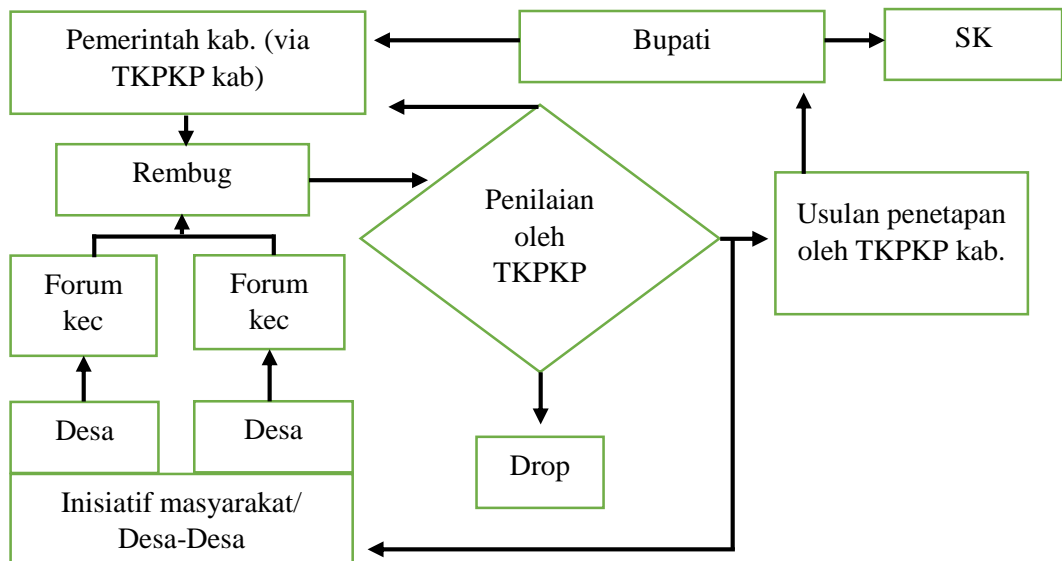 Pemerintah kab. (via
TKPKP kab)
Bupati
SK
Rembug
Penilaian
oleh
TKPKP
Usulan penetapan
oleh TKPKP kab.
Forum
kec
Forum
kec
Desa
Desa
Drop
Inisiatif masyarakat/
Desa-Desa